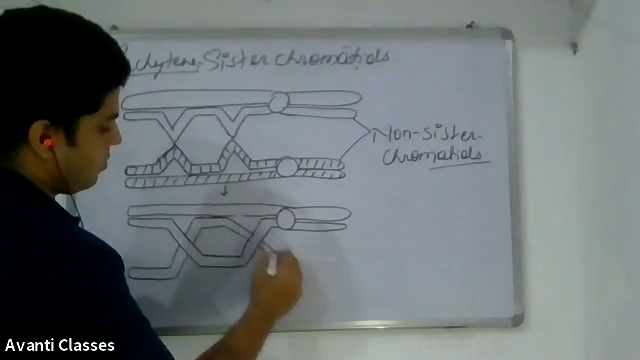 Sister chromatids
Non-sister-
chromatids
Avanti Classes